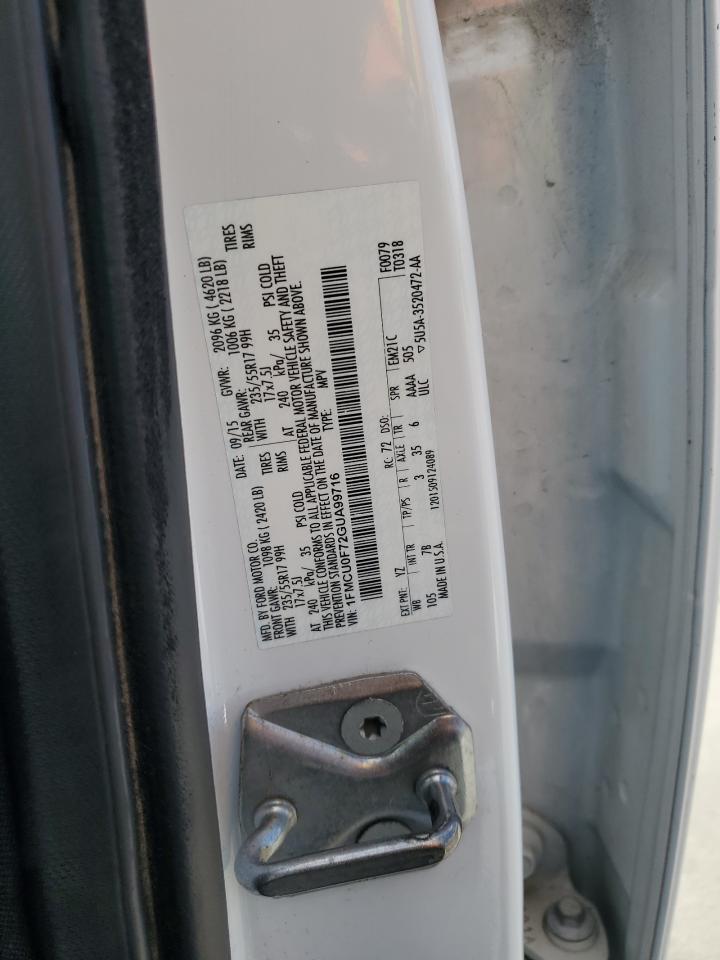 MFD. BY FORD MOTOR CO. DATE: 09/15 GVWR: 2096 KG ( 4620 LB)
FRONT GAWR: 1098 KG ( 2420 LB) REAR GAWR: 1006 KG ( 2218 LB)
235/55R17 99H TIRES 235/55R17 99H TIRES
WITH 17x7.5J RIMS WITH 17x7.5J RIMS
AT 240 kPa/ 35 PSI COLD AT 240 kPa/ 35 PSI COLD
THIS VEHICLE CONFORMS TO ALL APPLICABLE FEDERAL MOTOR VEHICLE SAFETY AND THEFT
PREVENTION STANDARDS IN EFFECT ON THE DATE OF MANUFACTURE SHOWN ABOVE.
VIN: 1FMCU0F72GUA99716 TYPE: MPV
F0079
T0318
EXT PNT: YZ RC: 72 DSO: EM21C
WB INT TR TP/PS R AXLE TR SPR
105 7B 3 35 6 AAAA 505
MADE IN U.S.A. 1201509124089 ULC ▽5U5A-3520472-AA